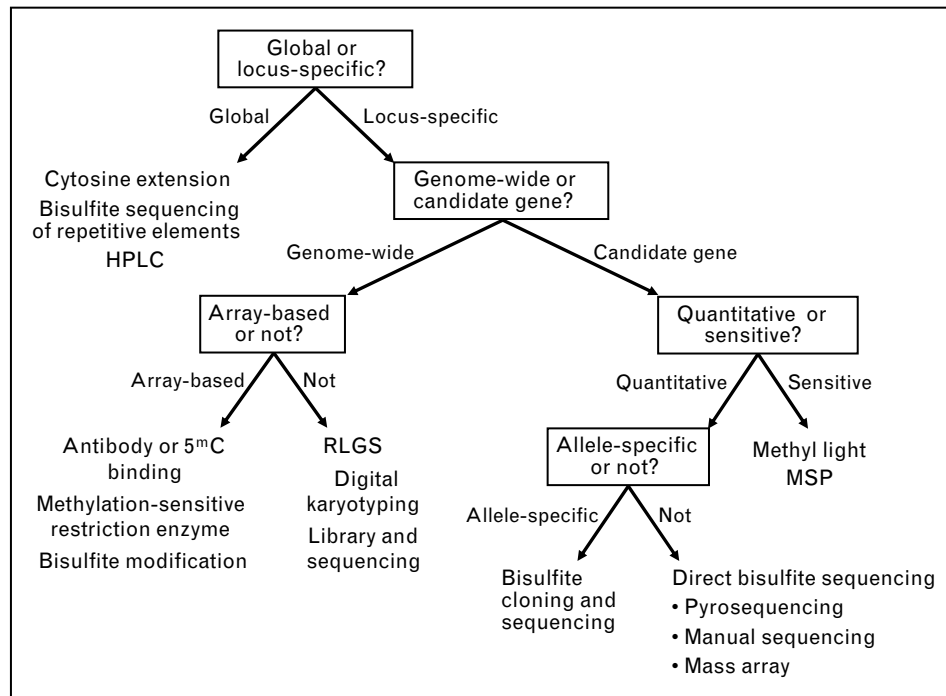 Global or
locus-specific?
Global
Locus-specific
Cytosine extension
Bisulfite sequencing
of repetitive elements
HPLC
Genome-wide or
candidate gene?
Genome-wide
Candidate gene
Array-based
or not?
Quantitative or
sensitive?
Array-based
Not
Quantitative
Sensitive
Antibody or 5ᵐC
binding
Methylation-sensitive
restriction enzyme
Bisulfite modification
RLGS
Digital
karyotyping
Library and
sequencing
Allele-specific
or not?
Methyl light
MSP
Allele-specific
Not
Bisulfite
cloning and
sequencing
Direct bisulfite sequencing
• Pyrosequencing
• Manual sequencing
• Mass array